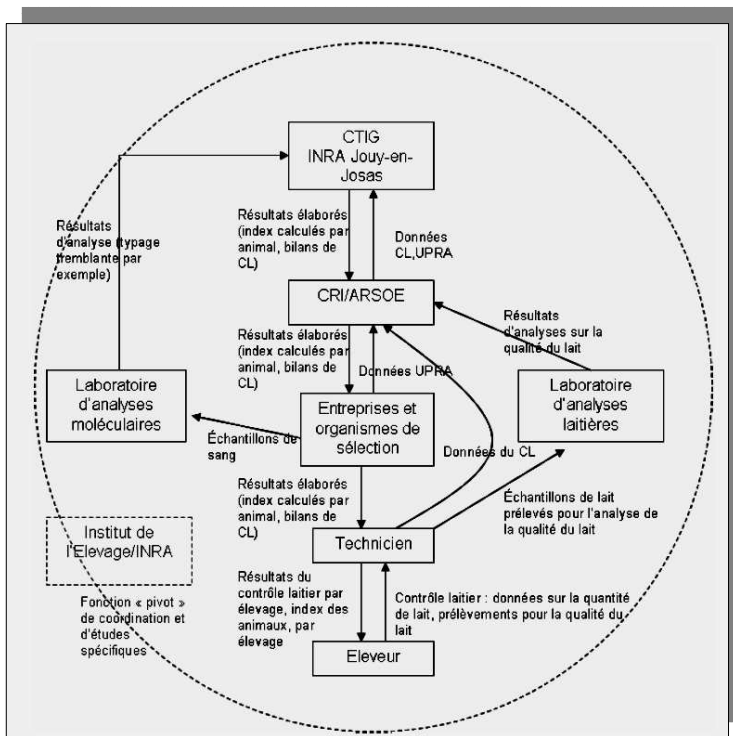 CTIG
INRA Jouy-en-
Josas
Résultats
d'analyse (typage
tremblante par
exemple)
Résultats élaborés
(index calculés par
animal, bilans de
CL)
Données
CL,UPRA
CRI/ARSOE
Résultats
d'analyses sur la
qualité du lait
Résultats élaborés
(index calculés par
animal, bilans de
CL)
Données UPRA
Laboratoire
d'analyses
moléculaires
Entreprises et
organismes de
sélection
Laboratoire
d'analyses
laitières
Échantillons de
sang
Données du CL
Résultats élaborés
(index calculés par
animal, bilans de
CL)
Échantillons de lait
prélevés pour l'analyse de
la qualité du lait
Institut de
l'Elevage/INRA
Technicien
Fonction « pivot »
de coordination et
d'études
spécifiques
Résultats du
contrôle laitier par
élevage, index des
animaux, par
élevage
Contrôle laitier : données sur la quantité
de lait, prélèvements pour la qualité du
lait
Eleveur